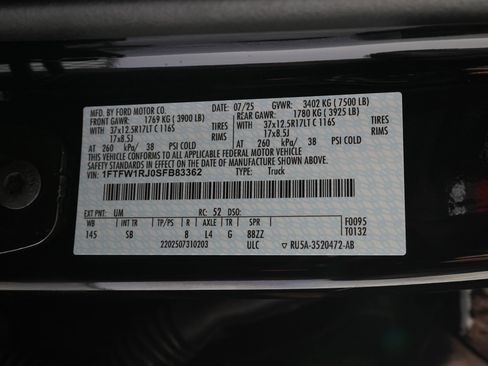 MFD. BY FORD MOTOR CO.
DATE: 07/25 GVWR: 3402 KG ( 7500 LB)
FRONT GAWR: 1769 KG ( 3900 LB) REAR GAWR: 1780 KG ( 3925 LB)
WITH 37x12.5R17LT C 116S TIRES WITH 37x12.5R17LT C 116S TIRES
17x8.5J RIMS 17x8.5J RIMS
AT 260 kPa/ 38 PSI COLD AT 260 kPa/ 38 PSI COLD
THIS VEHICLE CONFORMS TO ALL APPLICABLE FEDERAL MOTOR VEHICLE
SAFETY STANDARDS IN EFFECT ON THE DATE OF MANUFACTURE SHOWN ABOVE.
VIN: 1FTFW1RJ0SFB83362 TYPE: Truck
EXT PNT: UM RC: 52 DSO: F0095
WB INT TR TP/PS R AXLE TR SPR T0132
145 SB 8 L4 G 88ZZ
2202507310203 ULC RU5A-3520472-AB